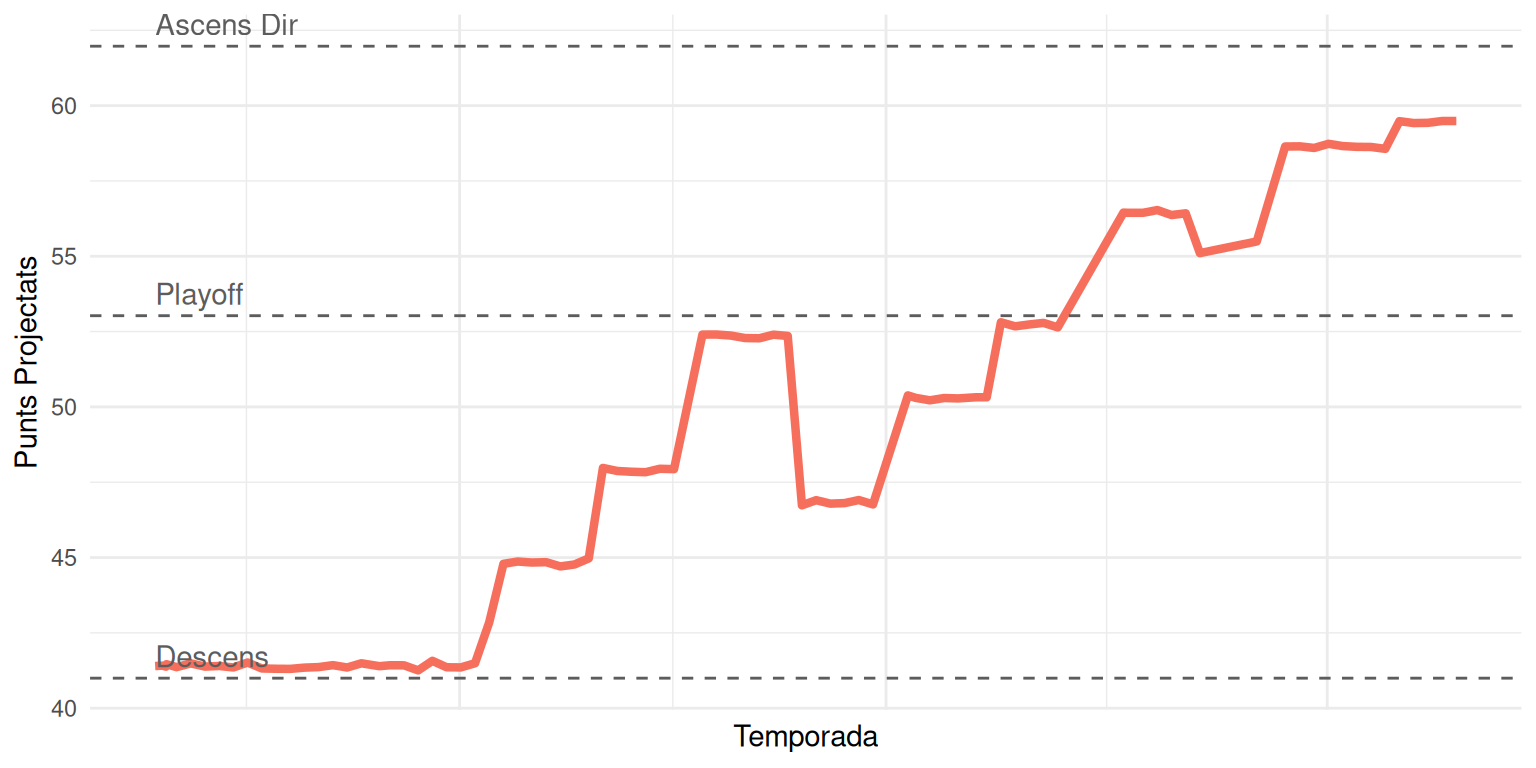 Ascens Dir
60
55
Playoff
50
45
Descens
40
Punts Projectats
Temporada